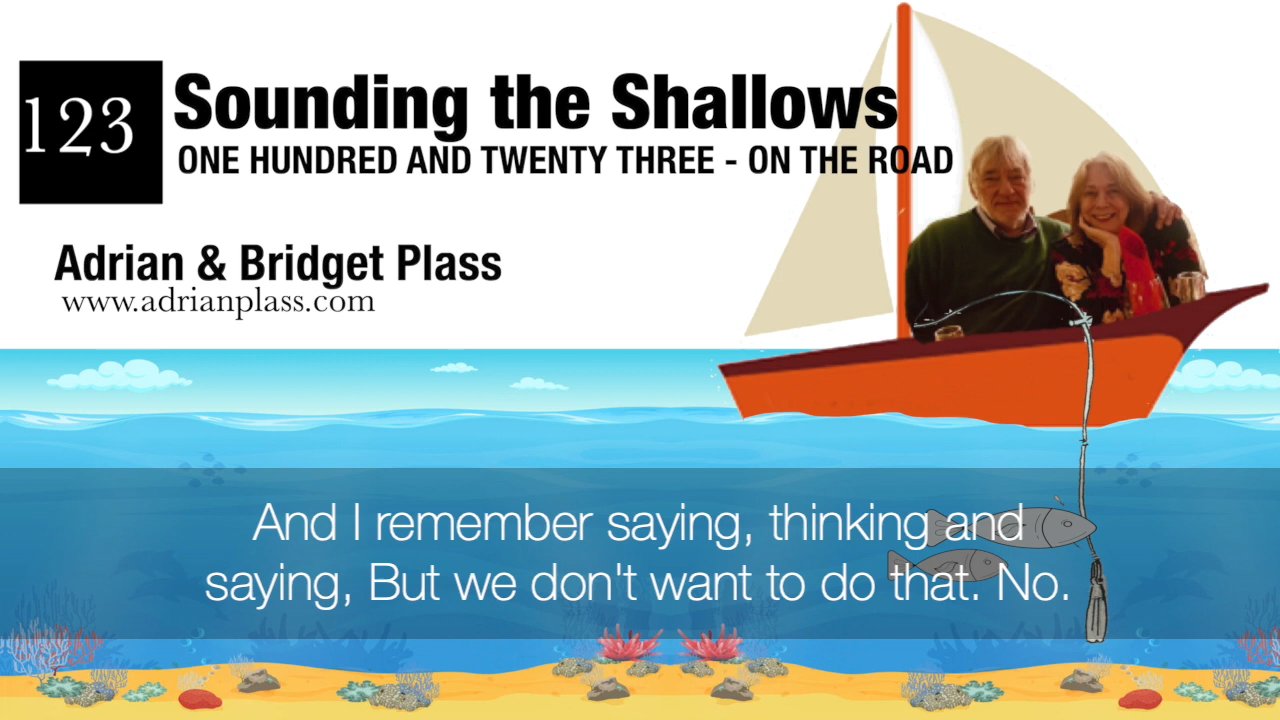 123
Sounding the Shallows
ONE HUNDRED AND TWENTY THREE - ON THE ROAD
Adrian & Bridget Plass
www.adrianplass.com
And I remember saying, thinking and
saying, But we don't want to do that. No.